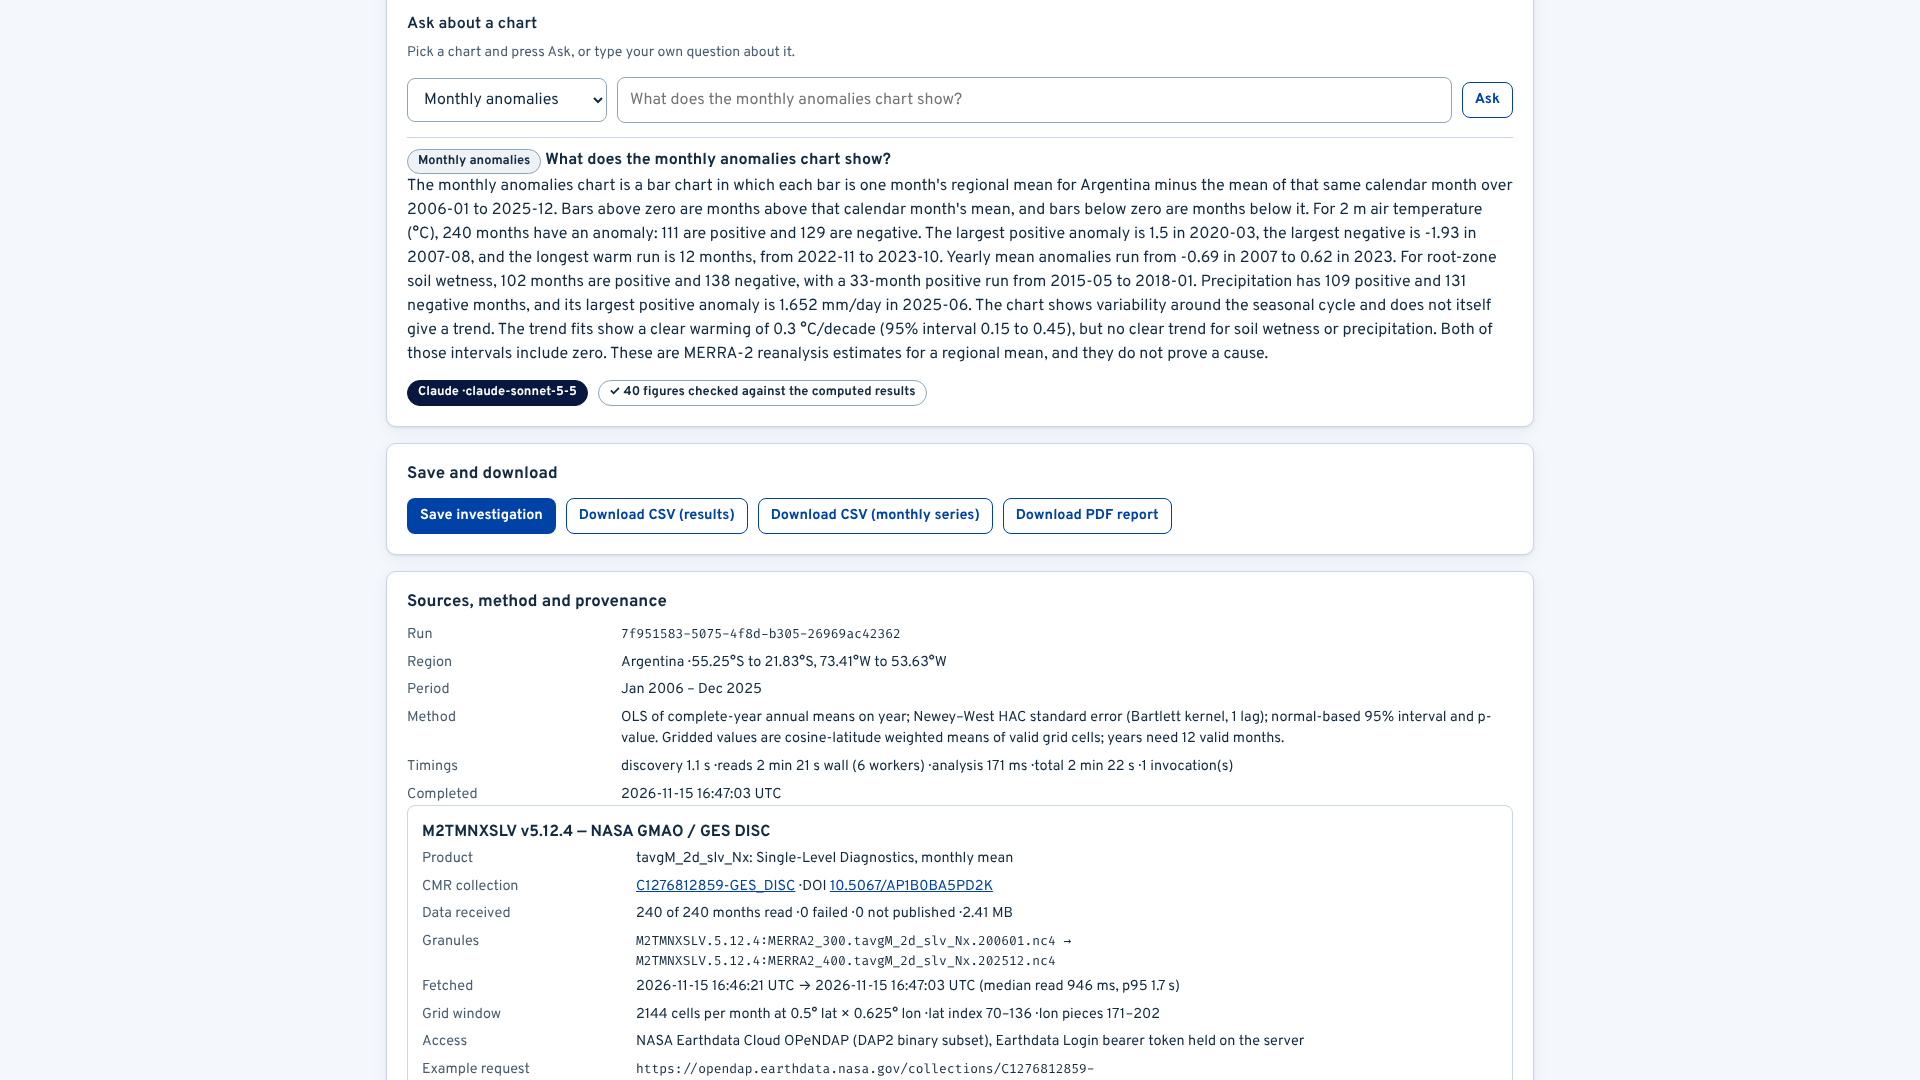 Ask about a chart
Pick a chart and press Ask, or type your own question about it.
Monthly anomalies
What does the monthly anomalies chart show?
Ask
Monthly anomalies What does the monthly anomalies chart show?
The monthly anomalies chart is a bar chart in which each bar is one month's regional mean for Argentina minus the mean of that same calendar month over
2006-01 to 2025-12. Bars above zero are months above that calendar month's mean, and bars below zero are months below it. For 2 m air temperature
(°C), 240 months have an anomaly: 111 are positive and 129 are negative. The largest positive anomaly is 1.5 in 2020-03, the largest negative is -1.93 in
2007-08, and the longest warm run is 12 months, from 2022-11 to 2023-10. Yearly mean anomalies run from -0.69 in 2007 to 0.62 in 2023. For root-zone
soil wetness, 102 months are positive and 138 negative, with a 33-month positive run from 2015-05 to 2018-01. Precipitation has 109 positive and 131
negative months, and its largest positive anomaly is 1.652 mm/day in 2025-06. The chart shows variability around the seasonal cycle and does not itself
give a trend. The trend fits show a clear warming of 0.3 °C/decade (95% interval 0.15 to 0.45), but no clear trend for soil wetness or precipitation. Both of
those intervals include zero. These are MERRA-2 reanalysis estimates for a regional mean, and they do not prove a cause.
Claude ·claude-sonnet-5-5
✓ 40 figures checked against the computed results
Save and download
Save investigation
Download CSV (results)
Download CSV (monthly series)
Download PDF report
Sources, method and provenance
Run 7f951583-5075-4f8d-b305-26969ac42362
Region Argentina ·55.25°S to 21.83°S, 73.41°W to 53.63°W
Period Jan 2006 – Dec 2025
Method OLS of complete-year annual means on year; Newey–West HAC standard error (Bartlett kernel, 1 lag); normal-based 95% interval and p-
value. Gridded values are cosine-latitude weighted means of valid grid cells; years need 12 valid months.
Timings discovery 1.1 s ·reads 2 min 21 s wall (6 workers) ·analysis 171 ms ·total 2 min 22 s ·1 invocation(s)
Completed 2026-11-15 16:47:03 UTC
M2TMNXSLV v5.12.4 — NASA GMAO / GES DISC
Product tavgM_2d_slv_Nx: Single-Level Diagnostics, monthly mean
CMR collection C1276812859-GES_DISC ·DOI 10.5067/AP1B0BA5PD2K
Data received 240 of 240 months read ·0 failed ·0 not published ·2.41 MB
Granules M2TMNXSLV.5.12.4:MERRA2_300.tavgM_2d_slv_Nx.200601.nc4 →
M2TMNXSLV.5.12.4:MERRA2_400.tavgM_2d_slv_Nx.202512.nc4
Fetched 2026-11-15 16:46:21 UTC → 2026-11-15 16:47:03 UTC (median read 946 ms, p95 1.7 s)
Grid window 2144 cells per month at 0.5° lat × 0.625° lon ·lat index 70–136 ·lon pieces 171–202
Access NASA Earthdata Cloud OPeNDAP (DAP2 binary subset), Earthdata Login bearer token held on the server
Example request https://opendap.earthdata.nasa.gov/collections/C1276812859-